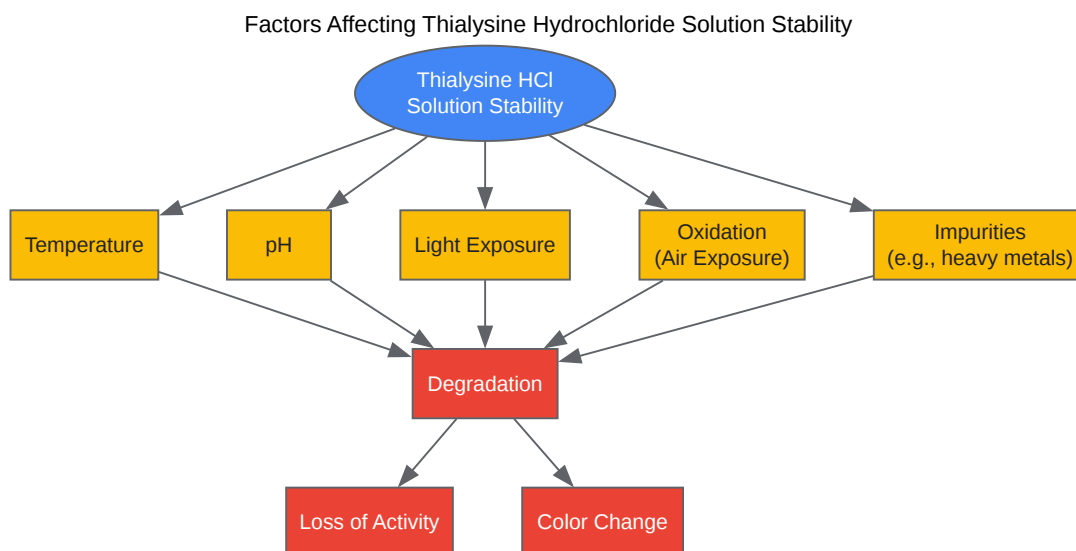 Factors Affecting Thialysine Hydrochloride Solution Stability
Thialysine HCl
Solution Stability
Temperature
pH
Light Exposure
Oxidation
(Air Exposure)
Impurities
(e.g., heavy metals)
Degradation
Loss of Activity
Color Change